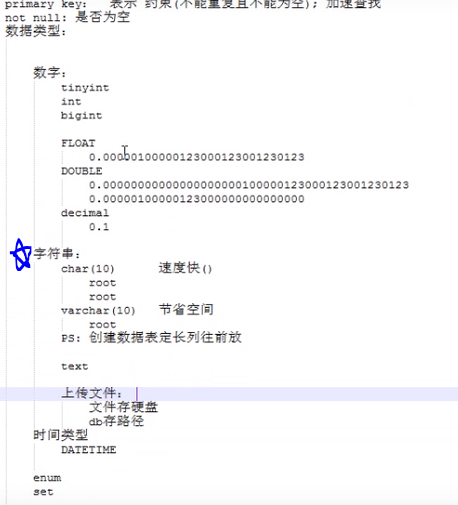 primary key: 表示 约束(不能重复且不能为空); 加速查找
not null: 是否为空
数据类型:
数字:
tinyint
int
bigint
FLOAT
0.00000100000123000123001230123
DOUBLE
0.00000000000000000000100000123000123001230123
0.00000100000123000000000000000
decimal
0.1
字符串:
char(10) 速度快()
root
root
varchar(10) 节省空间
root
PS: 创建数据表定长列往前放
text
上传文件:
文件存硬盘
db存路径
时间类型
DATETIME
enum
set